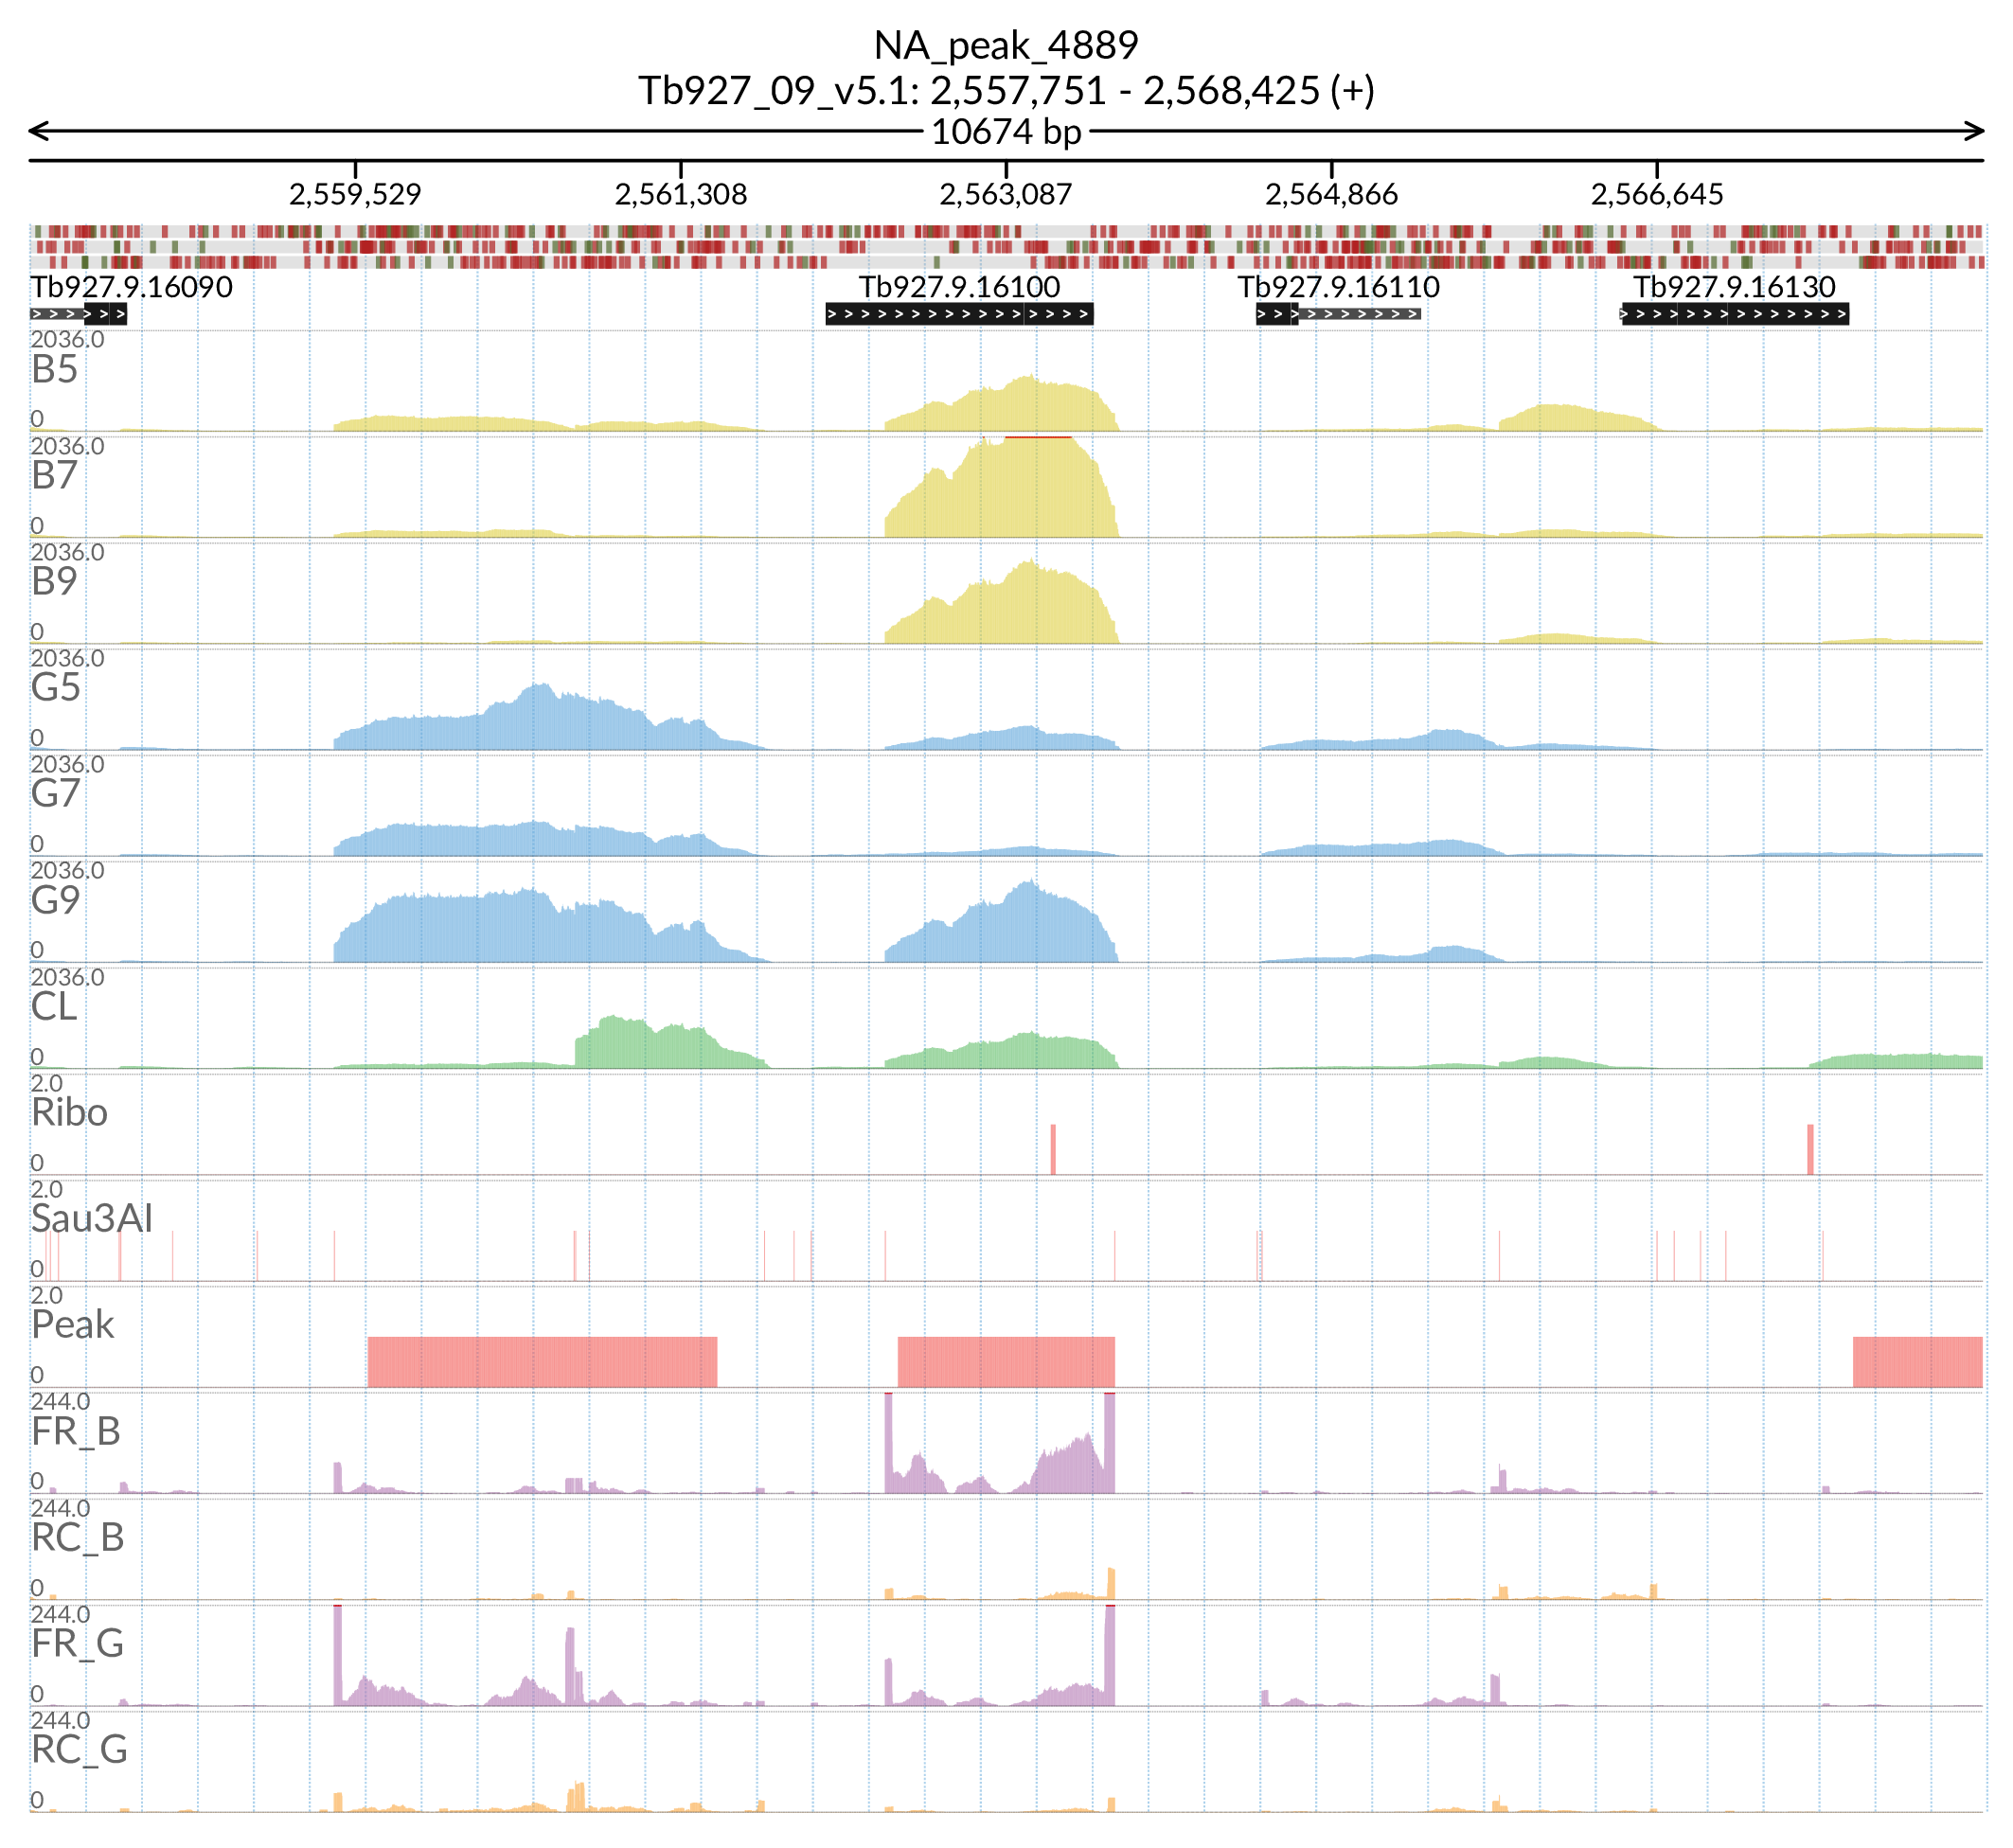 NA_peak_4889
Tb927_09_v5.1: 2,557,751 - 2,568,425 (+)
10674 bp
2,559,529 2,561,308 2,563,087 2,564,866 2,566,645
Tb927.9.16090 Tb927.9.16100 Tb927.9.16110 Tb927.9.16130
2036.0
B5
0
2036.0
B7
0
2036.0
B9
0
2036.0
G5
0
2036.0
G7
0
2036.0
G9
0
2036.0
CL
0
2.0
Ribo
0
2.0
Sau3AI
0
2.0
Peak
0
244.0
FR_B
0
244.0
RC_B
0
244.0
FR_G
0
244.0
RC_G
0